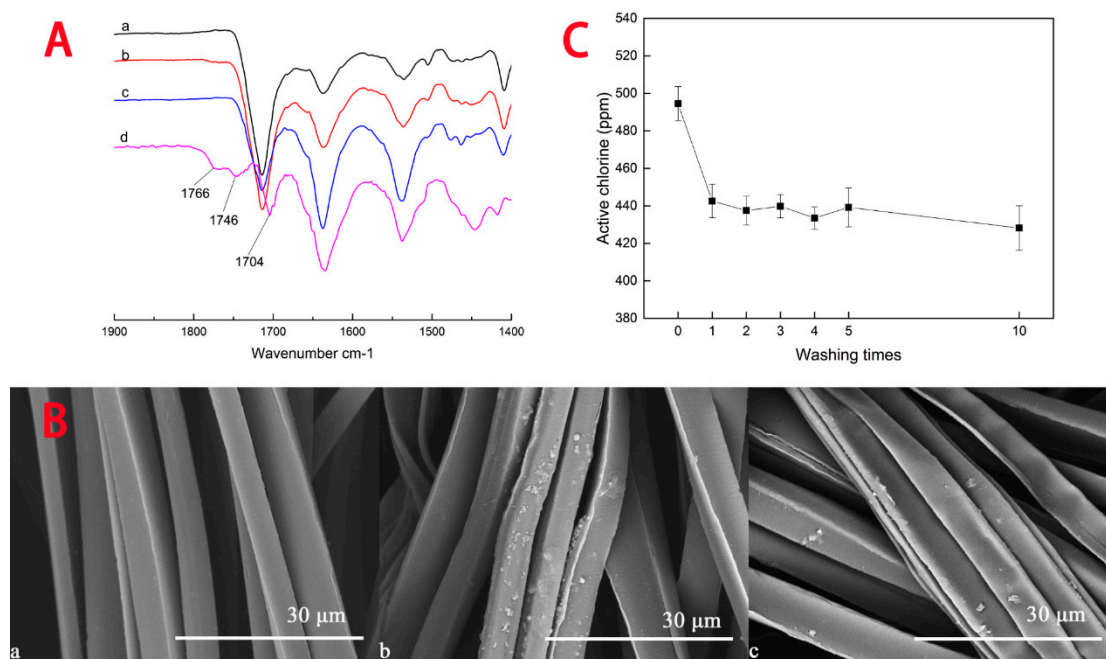 A
a
b
c
d
1766
1746
1704
1900 1800 1700 1600 1500 1400
Wavenumber cm-1
C
Active chlorine (ppm)
540
520
500
480
460
440
420
400
380
0 1 2 3 4 5 10
Washing times
B
30 µm
a
30 µm
b
30 µm
c